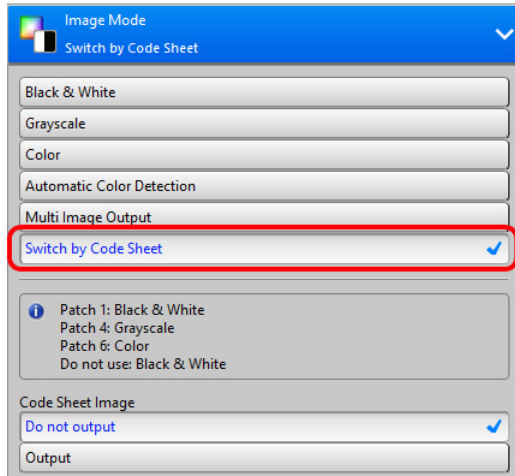 Image Mode
Switch by Code Sheet
Black & White
Grayscale
Color
Automatic Color Detection
Multi Image Output
Switch by Code Sheet
Patch 1: Black & White
Patch 4: Grayscale
Patch 6: Color
Do not use: Black & White
Code Sheet Image
Do not output
Output